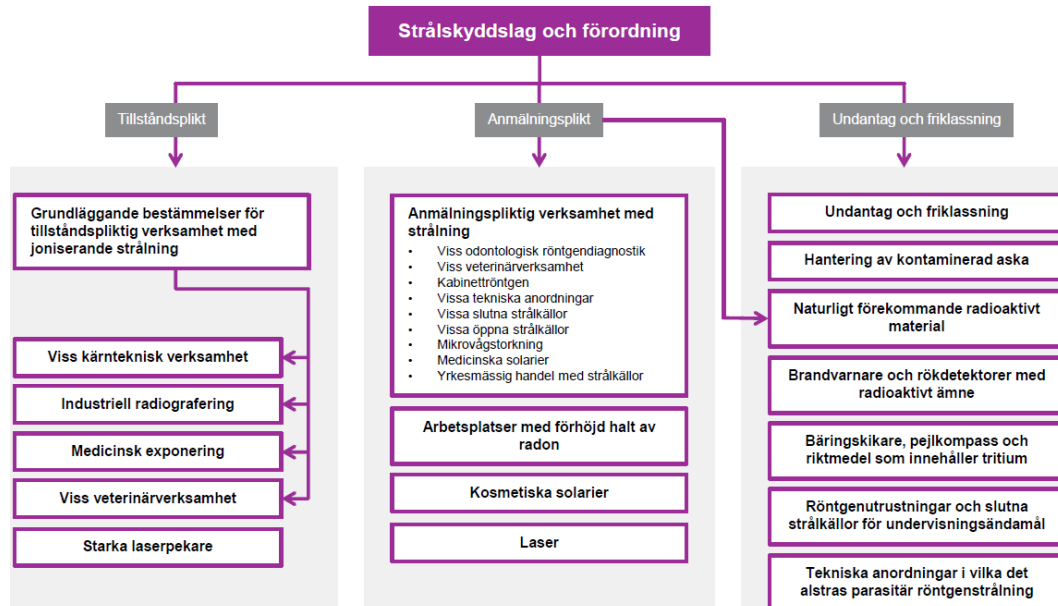 Strålskyddslag och förordning
Tillståndsplikt
Anmälningsplikt
Undantag och friklassning
Grundläggande bestämmelser för
tillståndspliktig verksamhet med
joniserande strålning
Viss kärnteknisk verksamhet
Industriell radiografering
Medicinsk exponering
Viss veterinärverksamhet
Starka laserpekare
Anmälningspliktig verksamhet med
strålning
• Viss odontologisk röntgendiagnostik
• Viss veterinärverksamhet
• Kabinettröntgen
• Vissa tekniska anordningar
• Vissa slutna strålkällor
• Vissa öppna strålkällor
• Mikrovågstorkning
• Medicinska solarier
• Yrkesmässig handel med strålkällor
Arbetsplatser med förhöjd halt av
radon
Kosmetiska solarier
Laser
Undantag och friklassning
Hantering av kontaminerad aska
Naturligt förekommande radioaktivt
material
Brandvarnare och rökdetektorer med
radioaktivt ämne
Bäringskikare, pejlkompass och
riktmedel som innehåller tritium
Röntgenutrustningar och slutna
strålkällor för undervisningsändamål
Tekniska anordningar i vilka det
alstras parasitär röntgenstrålning